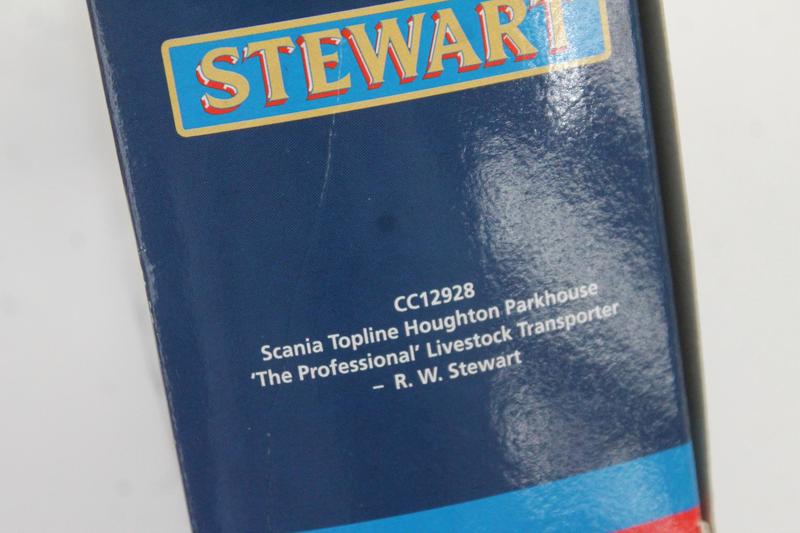 STEWART
CC12928
Scania Topline Houghton Parkhouse
‘The Professional’ Livestock Transporter
– R. W. Stewart